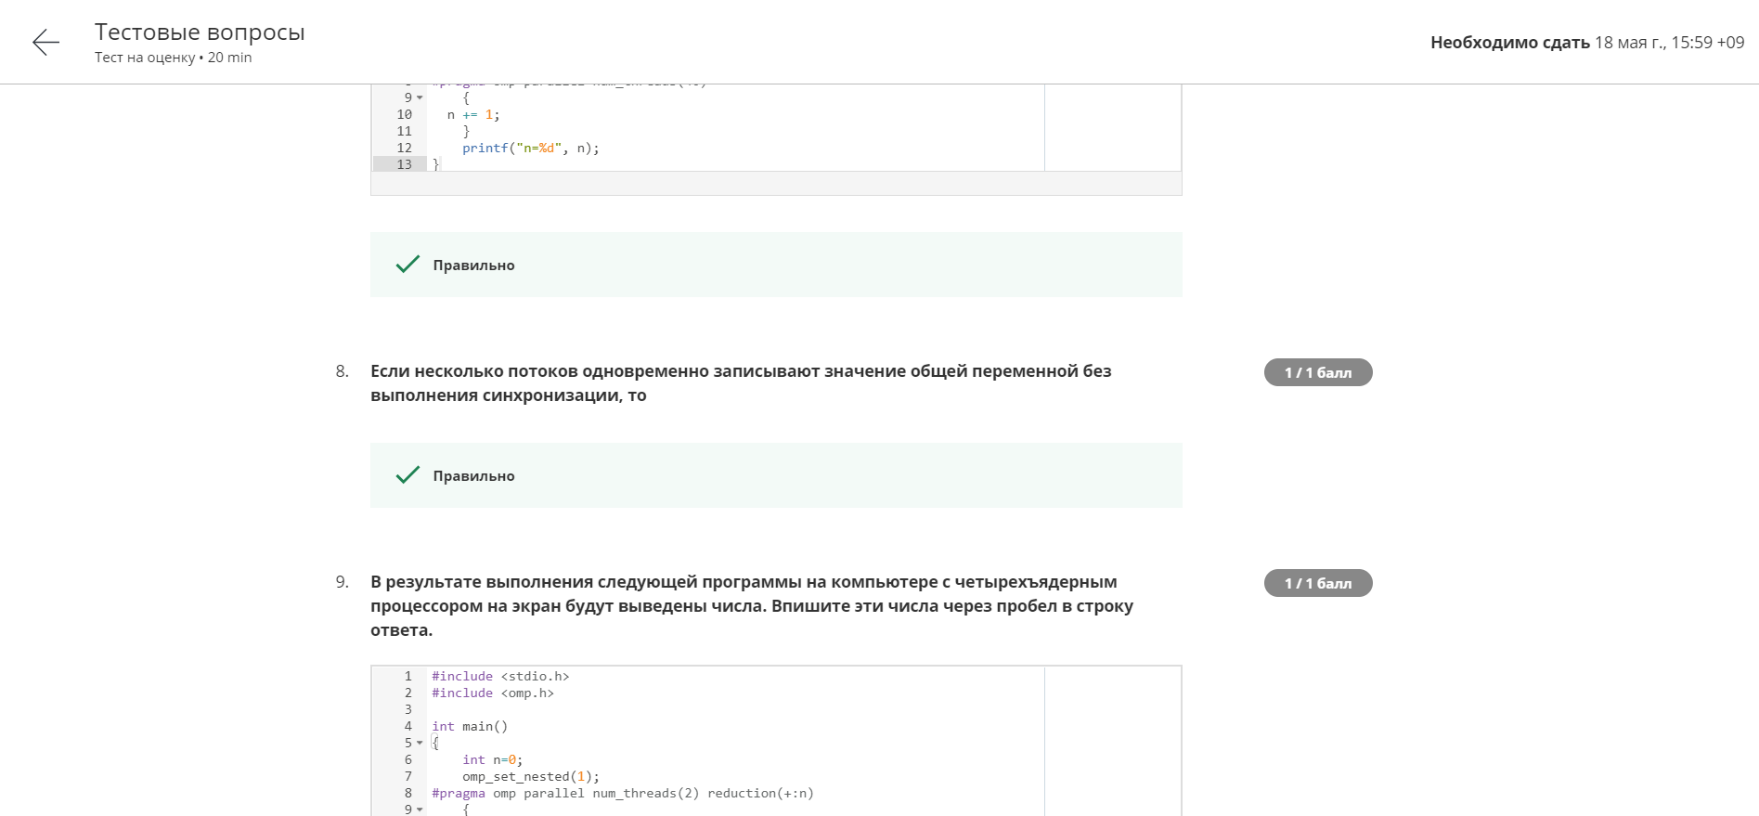 Тестовые вопросы
Тест на оценку • 20 min
Необходимо сдать 18 мая г., 15:59 +09
9 {
10 n += 1;
11 }
12 printf("n=%d", n);
13 }
Правильно
8. Если несколько потоков одновременно записывают значение общей переменной без
выполнения синхронизации, то
1 / 1 балл
Правильно
9. В результате выполнения следующей программы на компьютере с четырехъядерным
процессором на экран будут выведены числа. Впишите эти числа через пробел в строку
ответа.
1 / 1 балл
1 #include <stdio.h>
2 #include <omp.h>
3
4 int main()
5 {
6 int n=0;
7 omp_set_nested(1);
8 #pragma omp parallel num_threads(2) reduction(+:n)
9 {